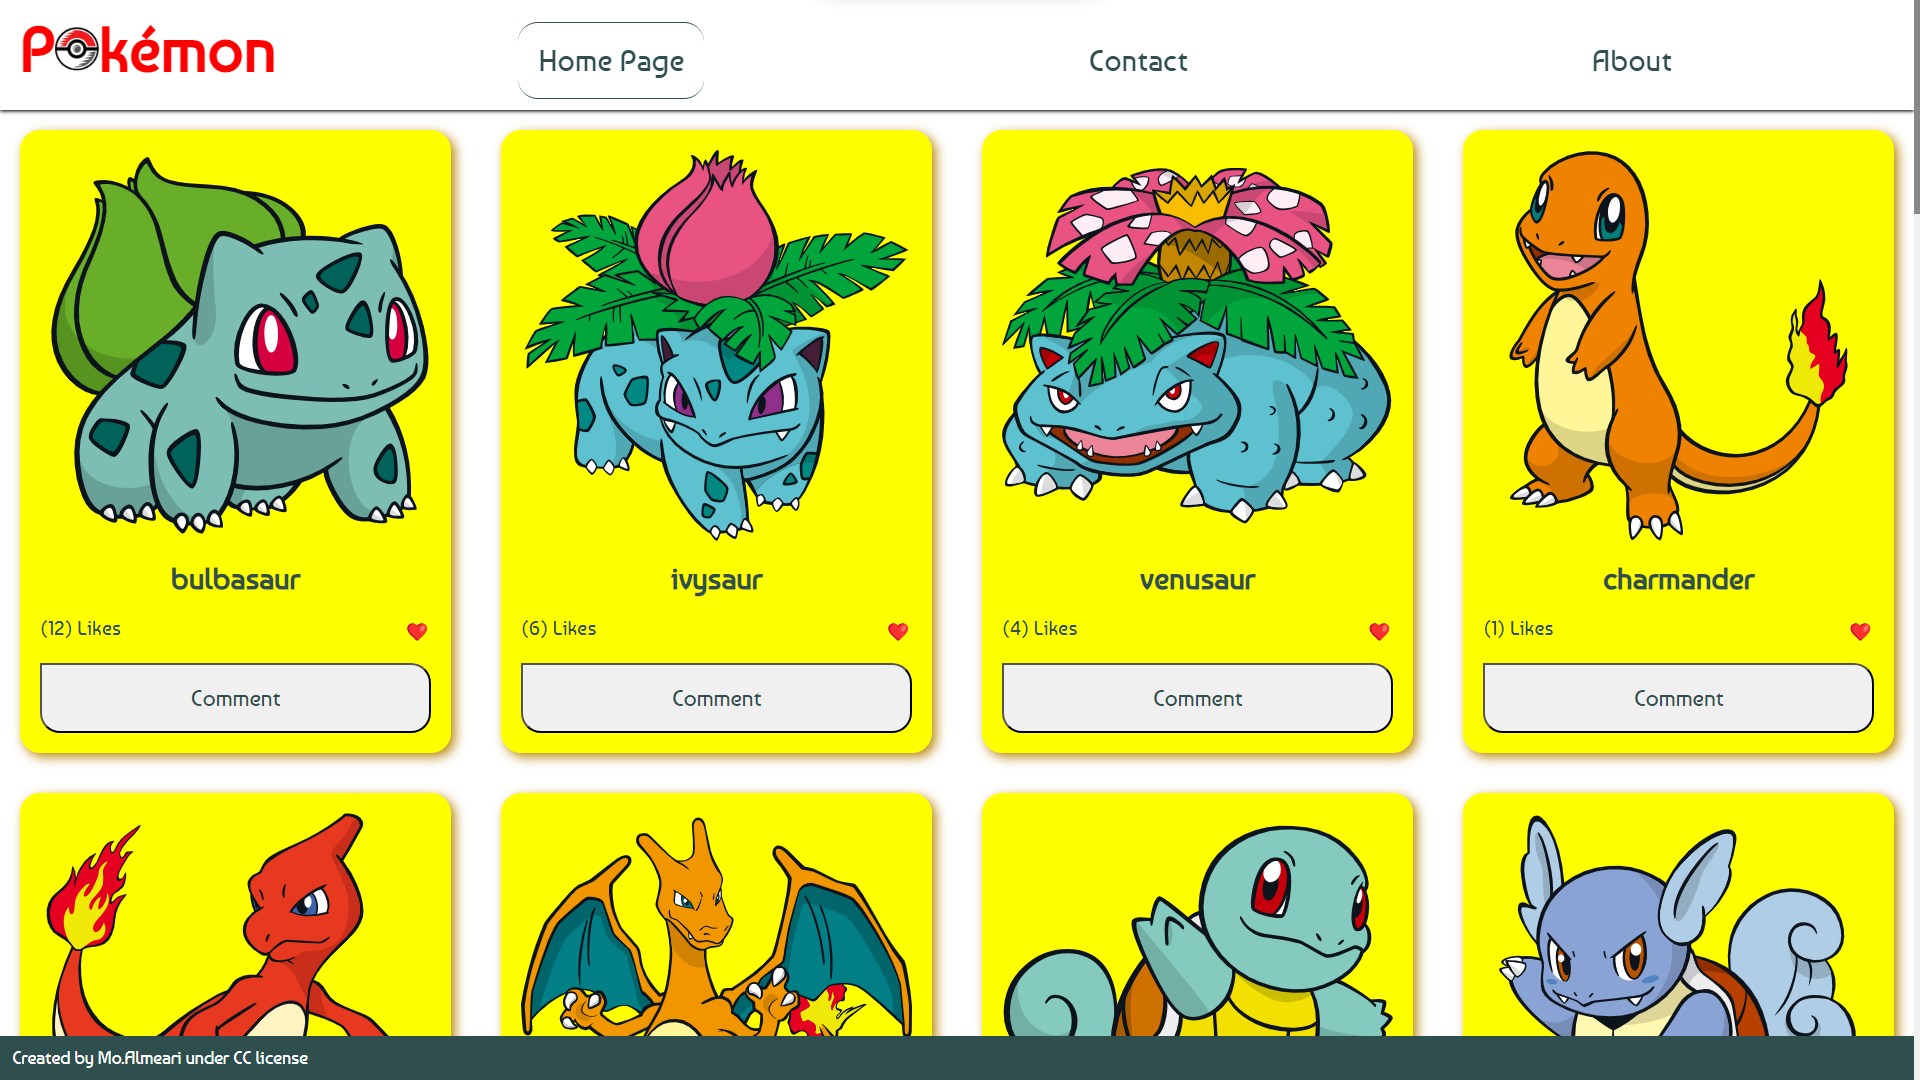 Pokémon
Home Page
Contact
About
bulbasaur
ivysaur
venusaur
charmander
(12) Likes
(6) Likes
(4) Likes
(1) Likes
Comment
Comment
Comment
Comment
Created by Mo.Almeari under CC license